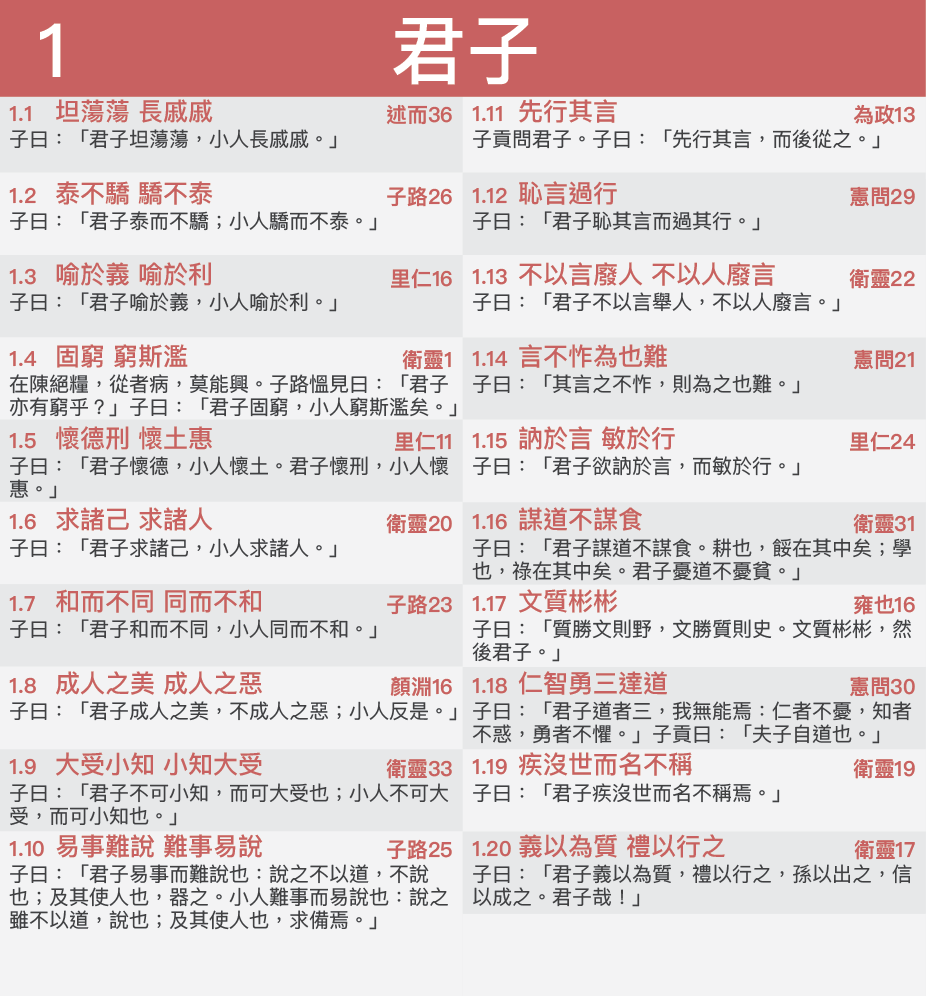 1 君子
1.1 坦蕩蕩 長戚戚 述而36
子曰：「君子坦蕩蕩，小人長戚戚。」
1.2 泰不驕 驕不泰 子路26
子曰：「君子泰而不驕；小人驕而不泰。」
1.3 喻於義 喻於利 里仁16
子曰：「君子喻於義，小人喻於利。」
1.4 固窮 窮斯濫 衛靈1
在陳絕糧，從者病，莫能興。子路慍見曰：「君子
亦有窮乎？」子曰：「君子固窮，小人窮斯濫矣。」
1.5 懷德刑 懷土惠 里仁11
子曰：「君子懷德，小人懷土。君子懷刑，小人懷
惠。」
1.6 求諸己 求諸人 衛靈20
子曰：「君子求諸己，小人求諸人。」
1.7 和而不同 同而不和 子路23
子曰：「君子和而不同，小人同而不和。」
1.8 成人之美 成人之惡 顏淵16
子曰：「君子成人之美，不成人之惡；小人反是。」
1.9 大受小知 小知大受 衛靈33
子曰：「君子不可小知，而可大受也；小人不可大
受，而可小知也。」
1.10 易事難說 難事易說 子路25
子曰：「君子易事而難說也：說之不以道，不說
也；及其使人也，器之。小人難事而易說也：說之
雖不以道，說也；及其使人也，求備焉。」
1.11 先行其言 為政13
子貢問君子。子曰：「先行其言，而後從之。」
1.12 恥言過行 憲問29
子曰：「君子恥其言而過其行。」
1.13 不以言廢人 不以人廢言 衛靈22
子曰：「君子不以言舉人，不以人廢言。」
1.14 言不怍為也難 憲問21
子曰：「其言之不怍，則為之也難。」
1.15 訥於言 敏於行 里仁24
子曰：「君子欲訥於言，而敏於行。」
1.16 謀道不謀食 衛靈31
子曰：「君子謀道不謀食。耕也，餒在其中矣；學
也，祿在其中矣。君子憂道不憂貧。」
1.17 文質彬彬 雍也16
子曰：「質勝文則野，文勝質則史。文質彬彬，然
後君子。」
1.18 仁智勇三達道 憲問30
子曰：「君子道者三，我無能焉：仁者不憂，知者
不惑，勇者不懼。」子貢曰：「夫子自道也。」
1.19 疾沒世而名不稱 衛靈19
子曰：「君子疾沒世而名不稱焉。」
1.20 義以為質 禮以行之 衛靈17
子曰：「君子義以為質，禮以行之，孫以出之，信
以成之。君子哉！」